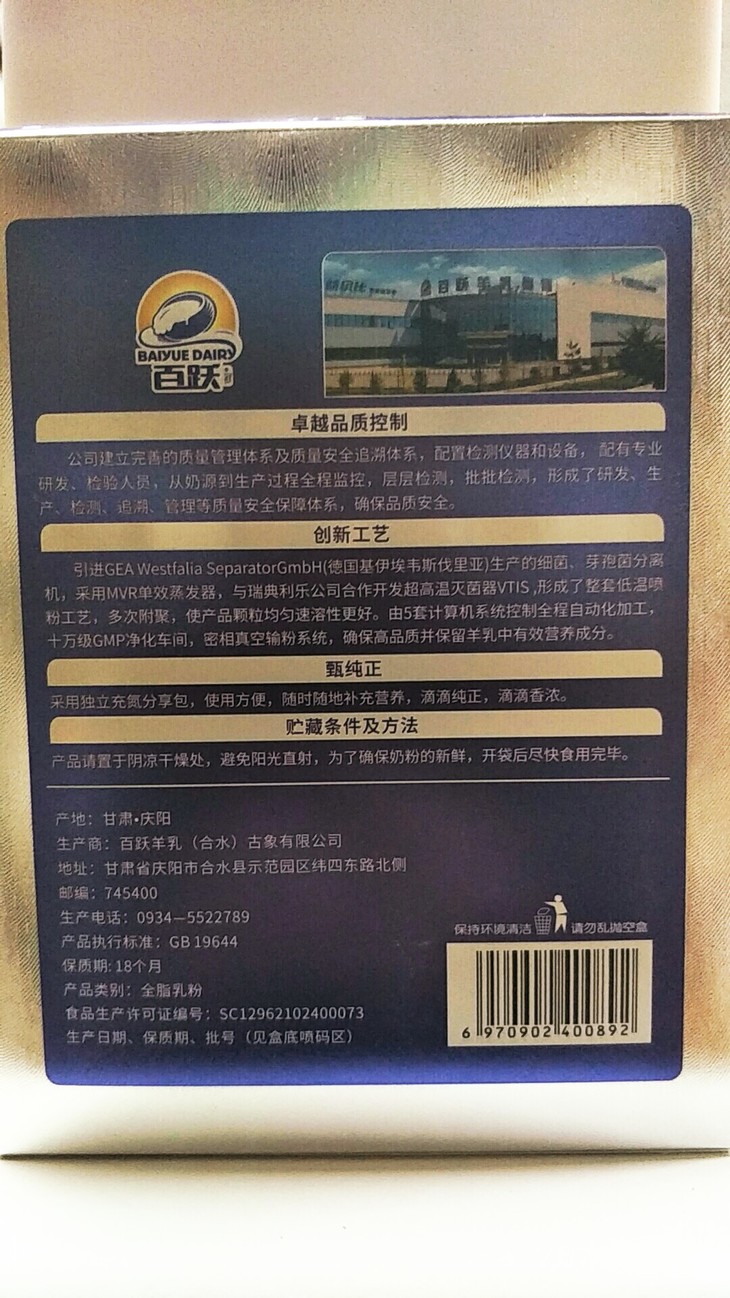 BAIYUE DAIRY
百跃
百跃羊乳
卓越品质控制
公司建立完善的质量管理体系及质量安全追溯体系，配置检测仪器和设备， 配有专业
研发、检验人员，从奶源到生产过程全程监控，层层检测，批批检测，形成了研发、生
产、检测、追溯、管理等质量安全保障体系，确保品质安全。
创新工艺
引进GEA Westfalia SeparatorGmbH(德国基伊埃韦斯伐里亚)生产的细菌、芽孢菌分离
机，采用MVR单效蒸发器，与瑞典利乐公司合作开发超高温灭菌器VTIS ,形成了整套低温喷
粉工艺，多次附聚，使产品颗粒均匀速溶性更好。由5套计算机系统控制全程自动化加工，
十万级GMP净化车间，密相真空输粉系统，确保高品质并保留羊乳中有效营养成分。
甄纯正
采用独立充氮分享包，使用方便，随时随地补充营养，滴滴纯正，滴滴香浓。
贮藏条件及方法
产品请置于阴凉干燥处，避免阳光直射，为了确保奶粉的新鲜，开袋后尽快食用完毕。
产地：甘肃•庆阳
生产商：百跃羊乳（合水）古象有限公司
地址：甘肃省庆阳市合水县示范园区纬四东路北侧
邮编：745400
生产电话：0934—5522789
产品执行标准：GB 19644
保质期: 18个月
产品类别：全脂乳粉
食品生产许可证编号：SC12962102400073
生产日期、保质期、批号（见盒底喷码区）
保持环境清洁 请勿乱抛空盒
6 970902 400892